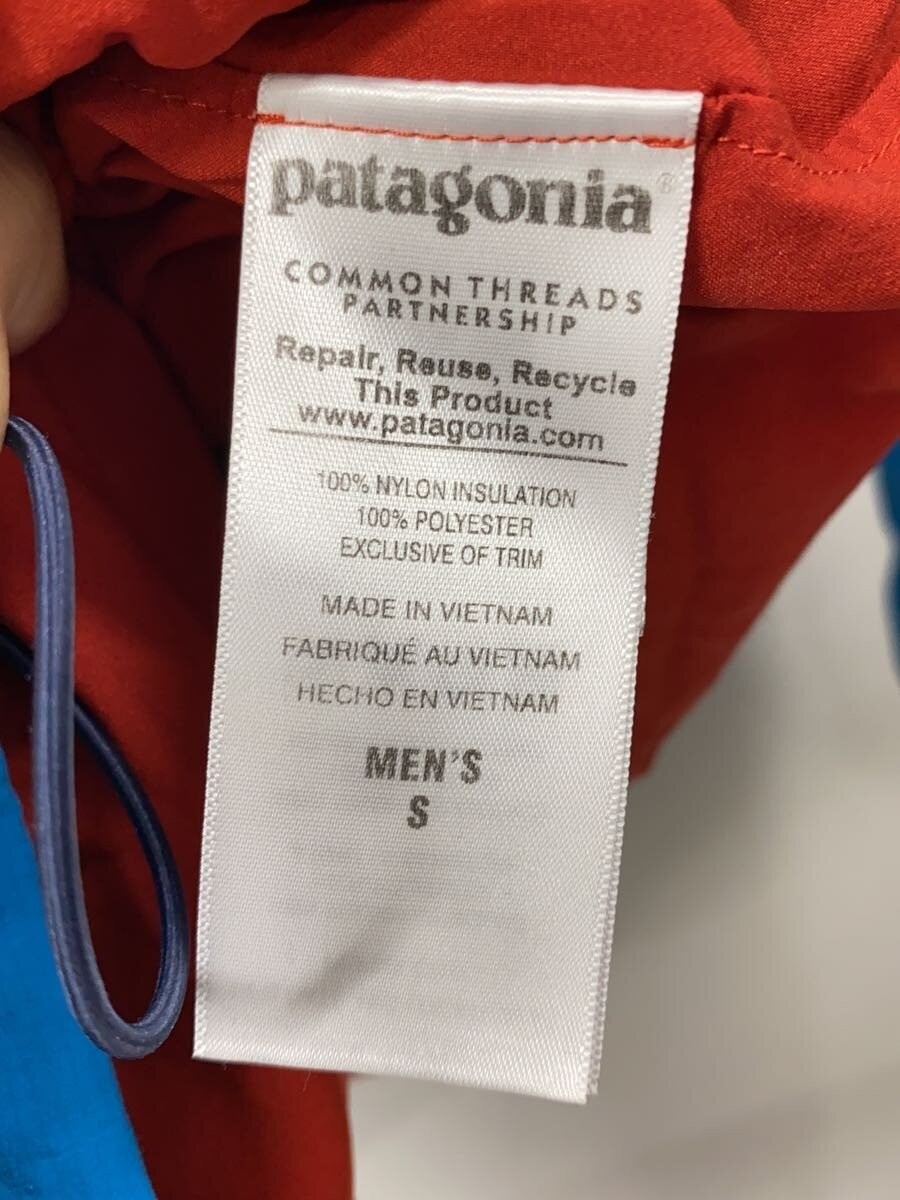 patagonia®
COMMON THREADS
PARTNERSHIP
Repair, Reuse, Recycle
This Product
www.patagonia.com
100% NYLON INSULATION
100% POLYESTER
EXCLUSIVE OF TRIM
MADE IN VIETNAM
FABRIQUÉ AU VIETNAM
HECHO EN VIETNAM
MEN'S
S